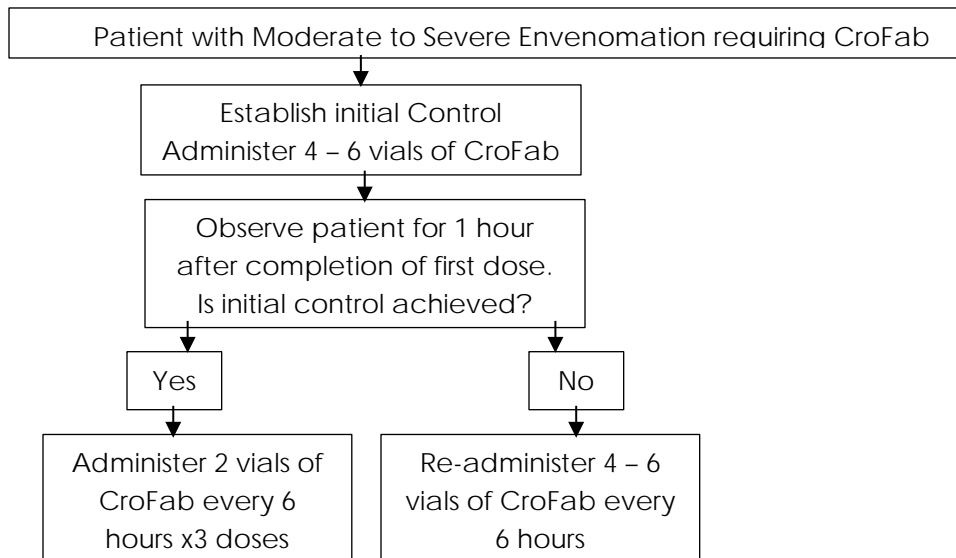 Patient with Moderate to Severe Envenomation requiring CroFab
Establish initial Control
Administer 4 – 6 vials of CroFab
Observe patient for 1 hour
after completion of first dose.
Is initial control achieved?
Yes
No
Administer 2 vials of
CroFab every 6
hours x3 doses
Re-administer 4 – 6
vials of CroFab every
6 hours